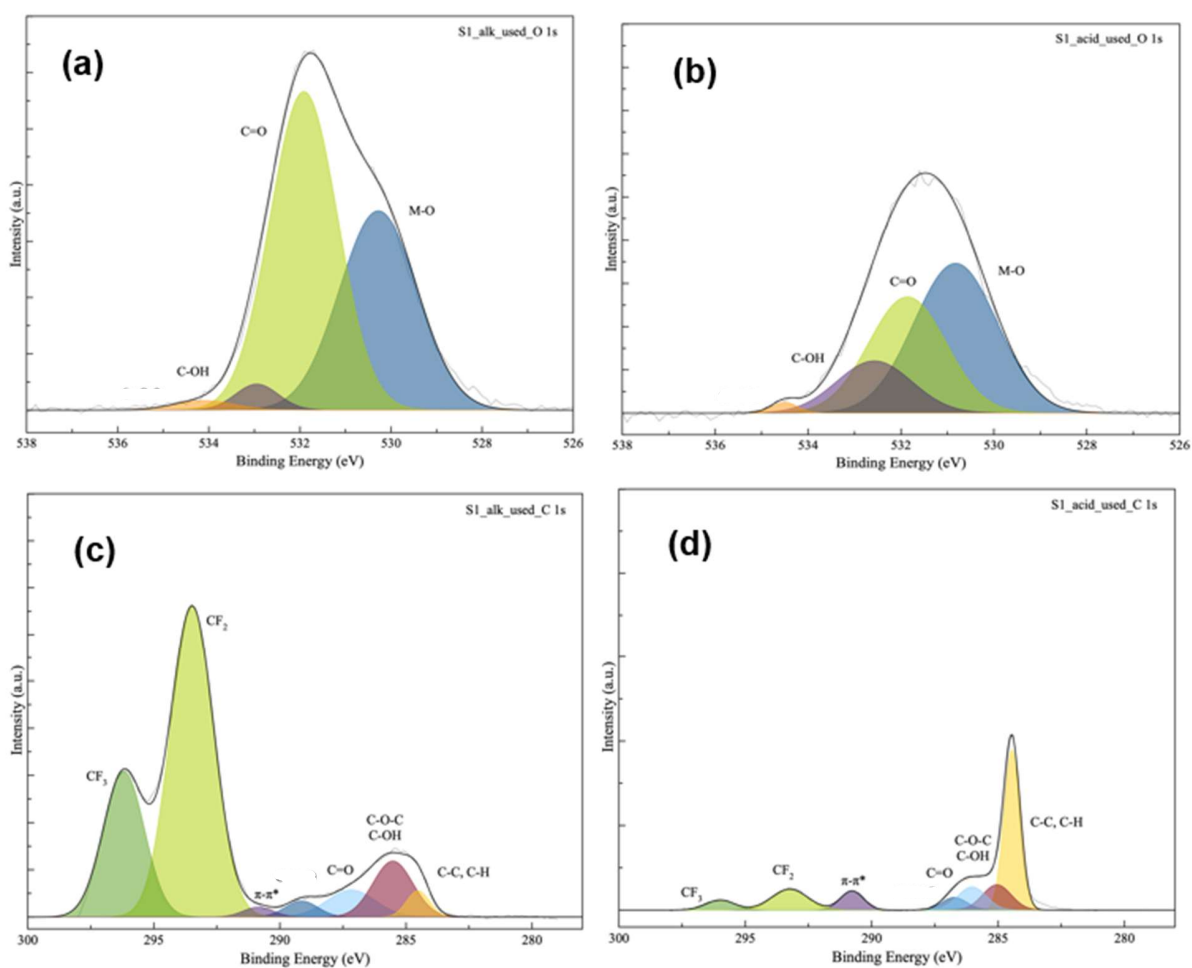 (a)
S1_alk_used_O 1s
C=O
M-O
C-OH
Intensity (a.u.)
538 536 534 532 530 528 526
Binding Energy (eV)
(b)
S1_acid_used_O 1s
C=O
M-O
C-OH
Intensity (a.u.)
538 536 534 532 530 528 526
Binding Energy (eV)
(c)
S1_alk_used_C 1s
CF₂
CF₃
C-O-C
C-OH
C=O
C-C, C-H
π-π*
Intensity (a.u.)
300 295 290 285 280
Binding Energy (eV)
(d)
S1_acid_used_C 1s
C-C, C-H
C-O-C
C-OH
C=O
CF₂
π-π*
CF₃
Intensity (a.u.)
300 295 290 285 280
Binding Energy (eV)